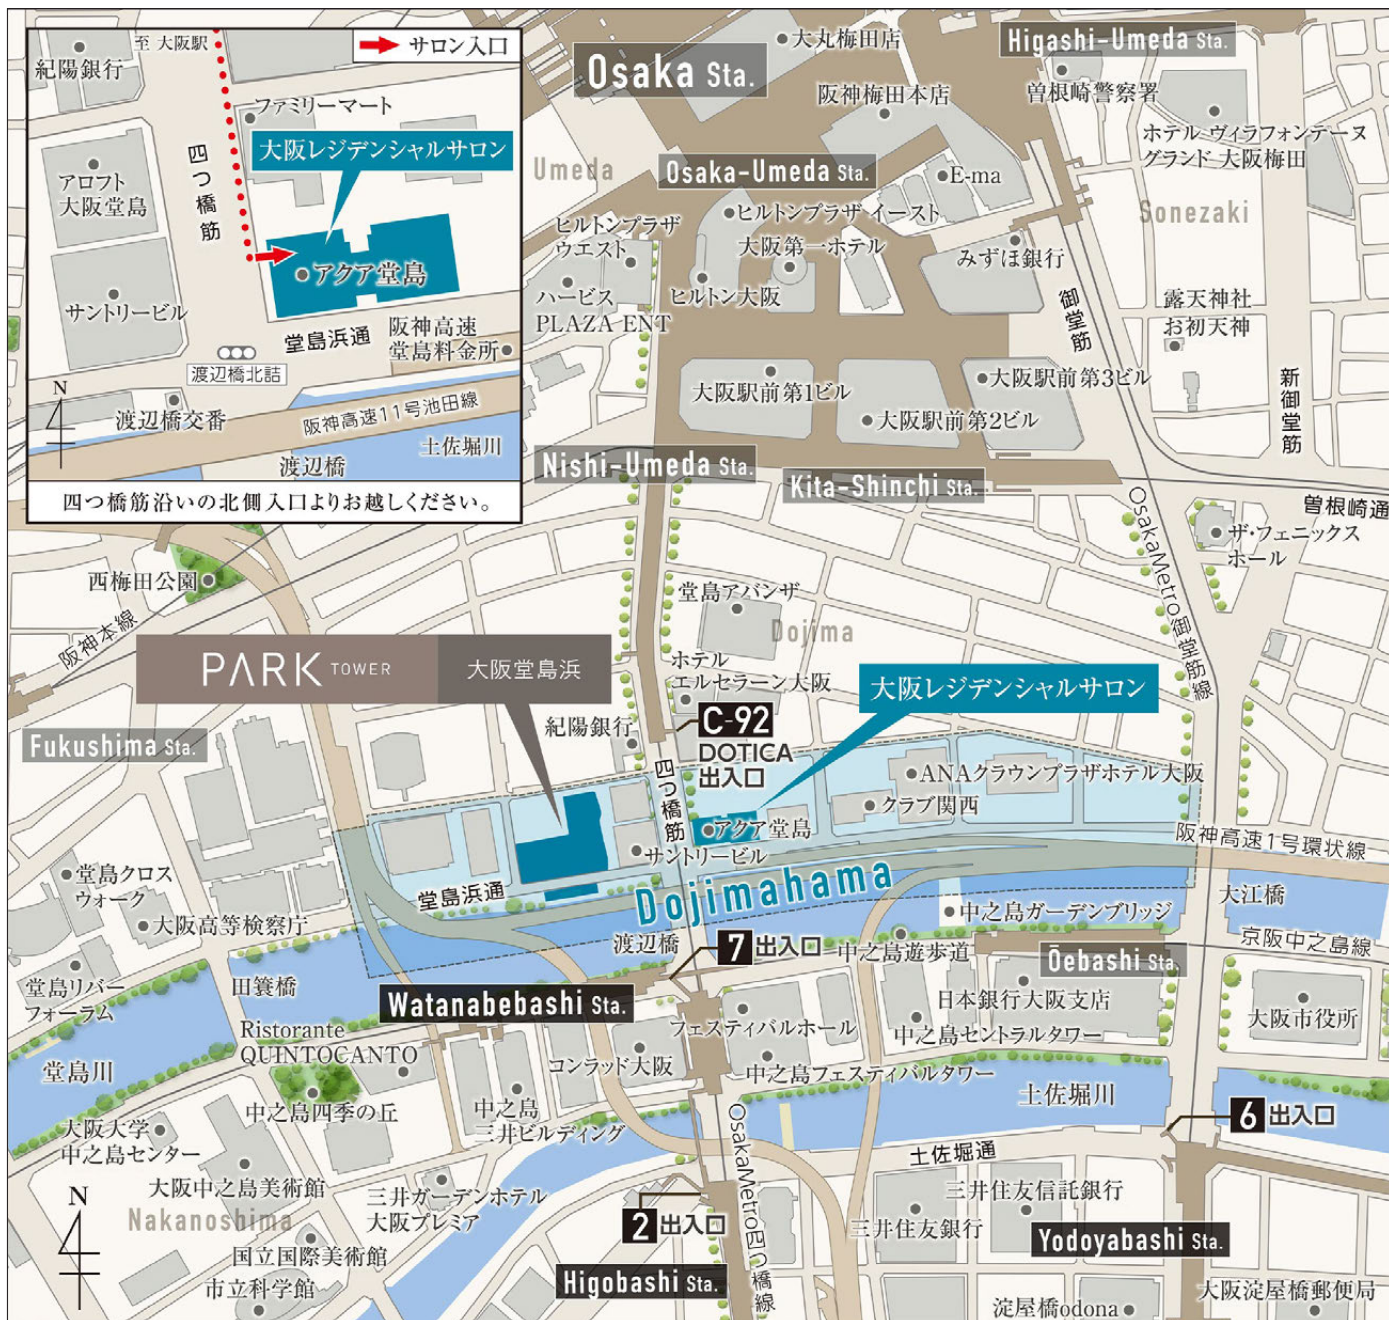 至 大阪駅
サロン入口
紀陽銀行
ファミリーマート
大阪レジデンシャルサロン
アロフト
大阪堂島
四つ橋筋
アクア堂島
サントリービル
堂島浜通
阪神高速
堂島料金所
渡辺橋北詰
N
渡辺橋交番
阪神高速11号池田線
渡辺橋
土佐堀川
四つ橋筋沿いの北側入口よりお越しください。
大丸梅田店
Higashi-Umeda Sta.
Osaka Sta.
阪神梅田本店
曽根崎警察署
ホテル ヴィラフォンテーヌ
グランド 大阪梅田
Umeda
Osaka-Umeda Sta.
E-ma
Sonezaki
ヒルトンプラザ
ウエスト
ヒルトンプラザ イースト
大阪第一ホテル
みずほ銀行
ハービス
PLAZA ENT
ヒルトン大阪
御堂筋
露天神社
お初天神
大阪駅前第1ビル
大阪駅前第3ビル
大阪駅前第2ビル
新御堂筋
Nishi-Umeda Sta.
Kita-Shinchi Sta.
曽根崎通
OsakaMetro御堂筋線
ザ・フェニックス
ホール
西梅田公園
阪神本線
堂島アバンザ
Dojima
PARK TOWER
大阪堂島浜
ホテル
エルセラーン大阪
大阪レジデンシャルサロン
Fukushima Sta.
紀陽銀行
C-92
DOTICA
出入口
四つ橋筋
ANAクラウンプラザホテル大阪
クラブ関西
アクア堂島
サントリービル
阪神高速1号環状線
堂島クロス
ウォーク
堂島浜通
Dojimahama
大江橋
大阪高等検察庁
渡辺橋
7 出入口
中之島ガーデンブリッジ
中之島遊歩道
京阪中之島線
Ōebashi Sta.
堂島リバー
フォーラム
田簑橋
Watanabebashi Sta.
日本銀行大阪支店
大阪市役所
Ristorante
QUINTOCANTO
フェスティバルホール
中之島セントラルタワー
堂島川
コンラッド大阪
中之島フェスティバルタワー
中之島四季の丘
中之島
三井ビルディング
土佐堀川
6 出入口
大阪大学
中之島センター
OsakaMetro四つ橋線
土佐堀通
N
大阪中之島美術館
三井ガーデンホテル
大阪プレミア
三井住友信託銀行
Nakanoshima
2 出入口
三井住友銀行
Yodoyabashi Sta.
国立国際美術館
市立科学館
Higobashi Sta.
淀屋橋odona
大阪淀屋橋郵便局